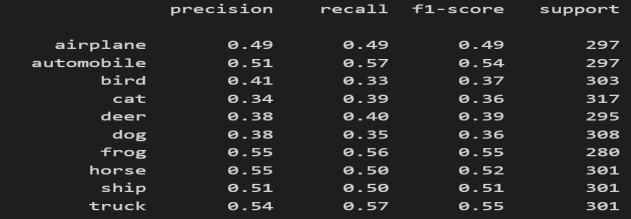 precision recall f1-score support
airplane 0.49 0.49 0.49 297
automobile 0.51 0.57 0.54 297
bird 0.41 0.33 0.37 303
cat 0.34 0.39 0.36 317
deer 0.38 0.40 0.39 295
dog 0.38 0.35 0.36 308
frog 0.55 0.56 0.55 280
horse 0.55 0.50 0.52 301
ship 0.51 0.50 0.51 301
truck 0.54 0.57 0.55 301